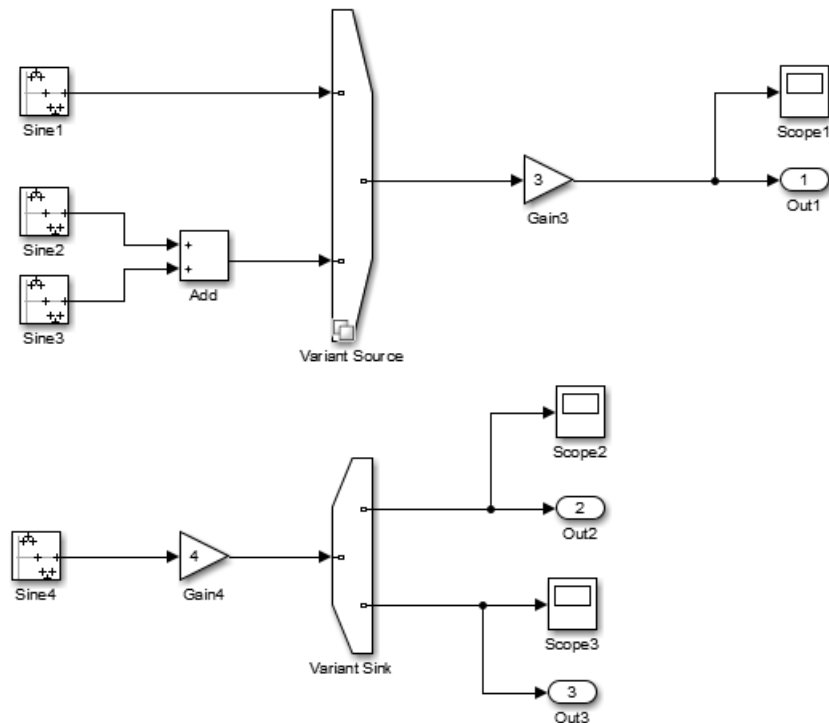 Sine1
Scope1
3
1
Gain3
Out1
Sine2
+
+
Add
Sine3
Variant Source
Scope2
2
Out2
4
Sine4
Gain4
Scope3
Variant Sink
3
Out3